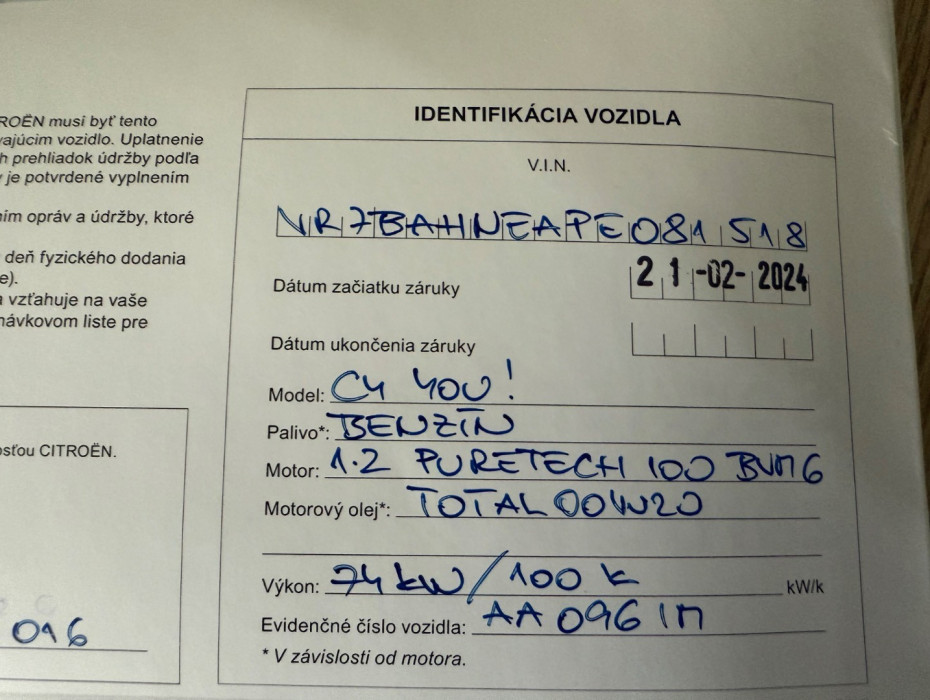 ROËN musí byť tento
vajúcim vozidlo. Uplatnenie
h prehliadok údržby podľa
je potvrdené vyplnením
ním opráv a údržby, ktoré
deň fyzického dodania
e).
a vzťahuje na vaše
návkovom liste pre
osťou CITROËN.
016
IDENTIFIKÁCIA VOZIDLA
V.I.N.
VR7BAHNEAPE081518
Dátum začiatku záruky 21-02-2024
Dátum ukončenia záruky
Model: C4 YOU!
Palivo*: BENZÍN
Motor: 1.2 PURETECH 100 BVM6
Motorový olej*: TOTAL 00W20
Výkon: 74 kW/100 k kW/k
Evidenčné číslo vozidla: AA096IM
* V závislosti od motora.